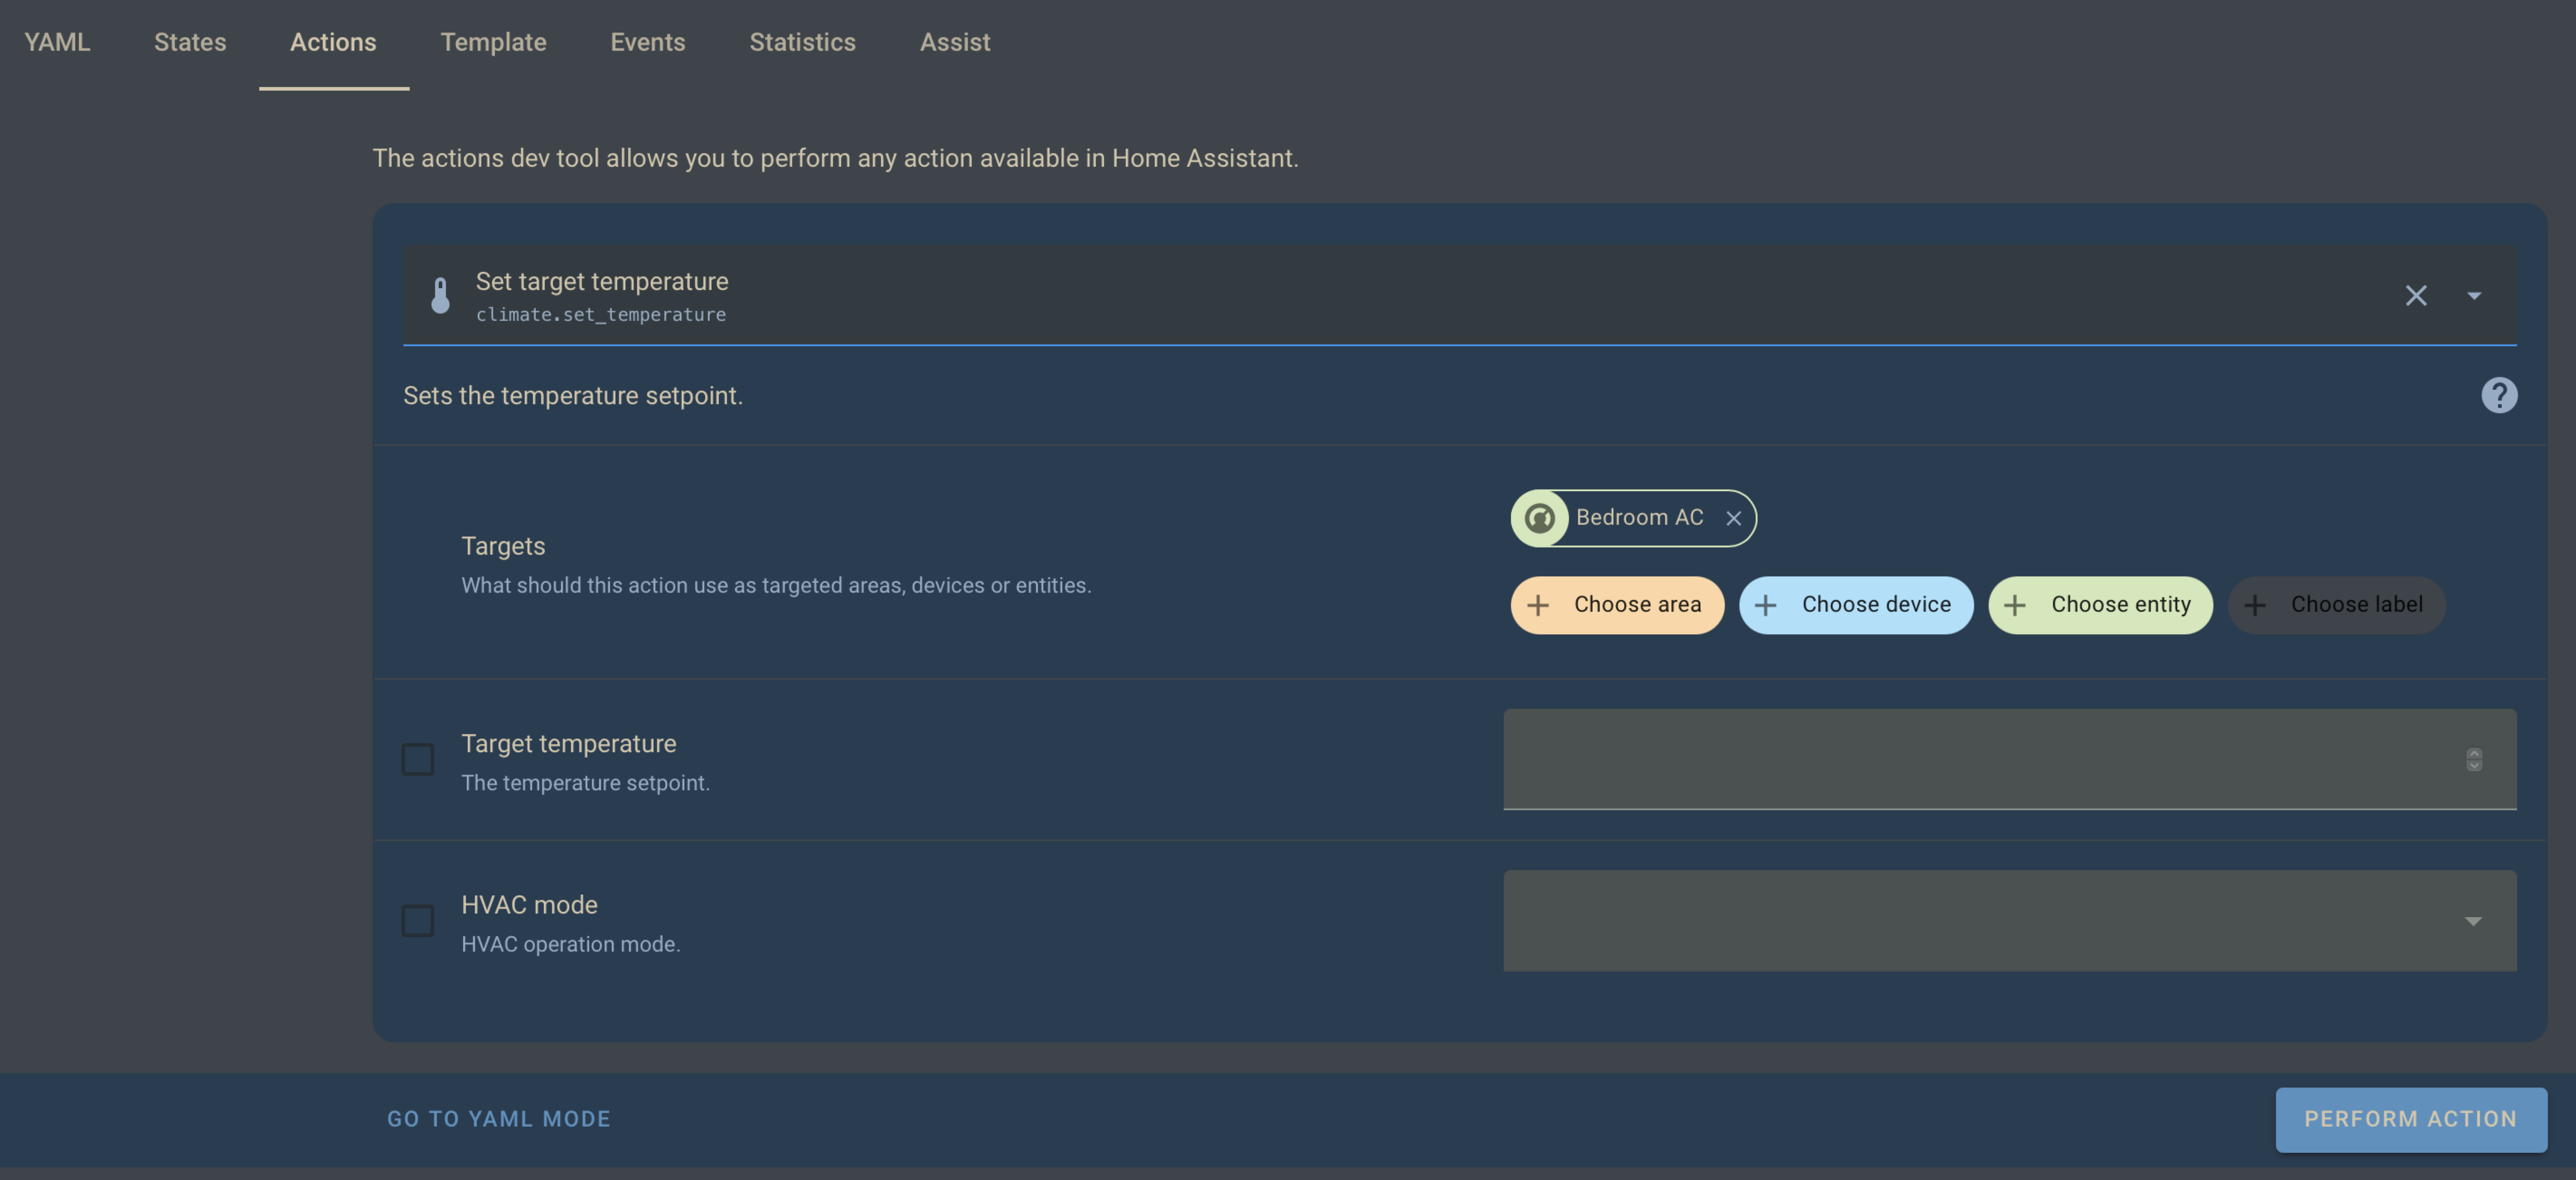 YAML States Actions Template Events Statistics Assist
The actions dev tool allows you to perform any action available in Home Assistant.
Set target temperature
climate.set_temperature
Sets the temperature setpoint.
Bedroom AC
Targets
What should this action use as targeted areas, devices or entities.
Choose area Choose device Choose entity Choose label
Target temperature
The temperature setpoint.
HVAC mode
HVAC operation mode.
GO TO YAML MODE PERFORM ACTION